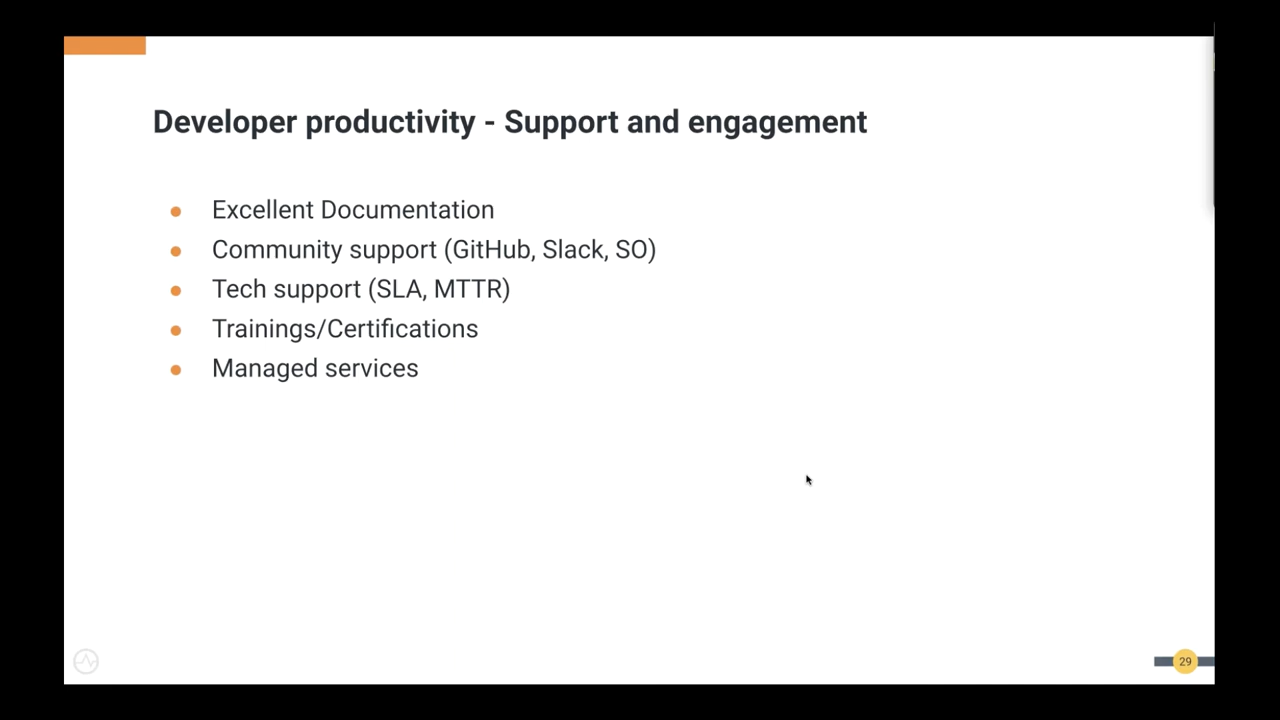 Developer productivity - Support and engagement
● Excellent Documentation
● Community support (GitHub, Slack, SO)
● Tech support (SLA, MTTR)
● Trainings/Certifications
● Managed services
29